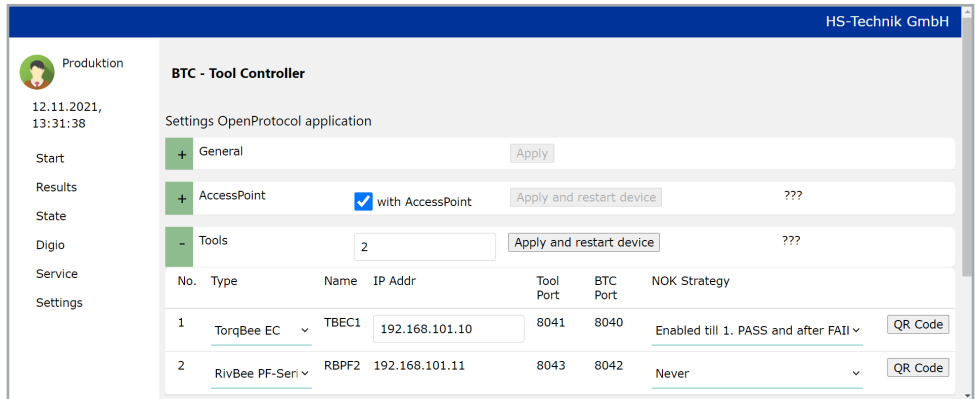 HS-Technik GmbH
Produktion
12.11.2021,
13:31:38
Start
Results
State
Digio
Service
Settings
BTC - Tool Controller
Settings OpenProtocol application
+ General Apply
+ AccessPoint with AccessPoint Apply and restart device ???
- Tools 2 Apply and restart device ???
No. Type Name IP Addr Tool Port BTC Port NOK Strategy
1 TorqBee EC TBEC1 192.168.101.10 8041 8040 Enabled till 1. PASS and after FAI QR Code
2 RivBee PF-Seri RBPF2 192.168.101.11 8043 8042 Never QR Code